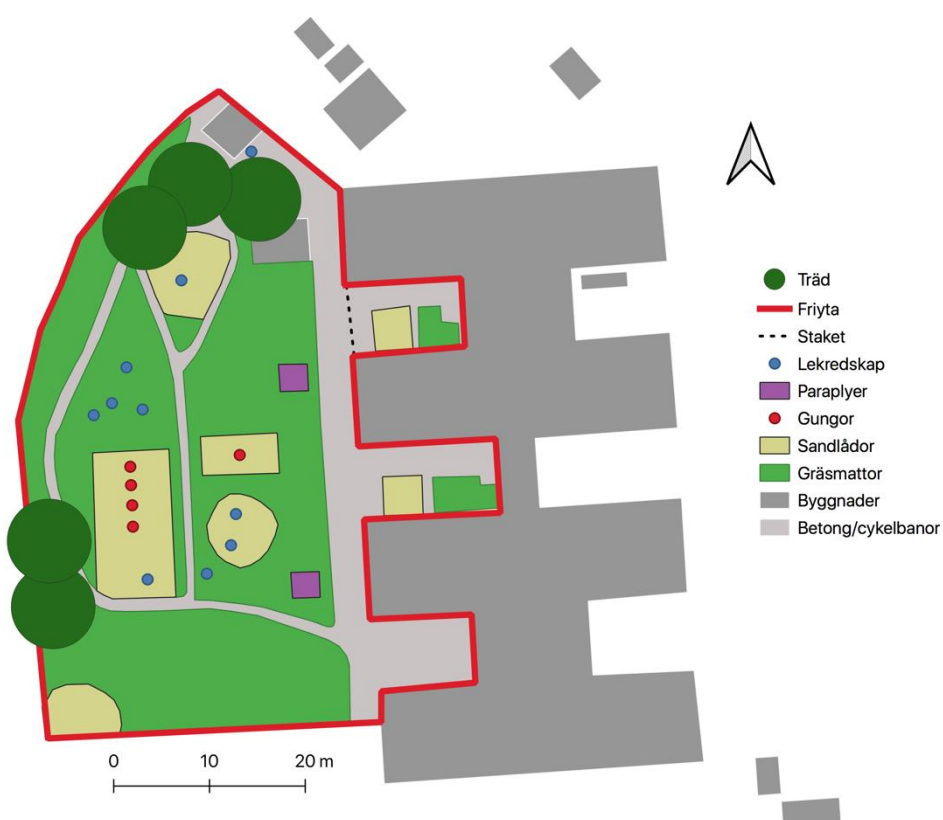 Träd
Friyta
Staket
Lekredskap
Paraplyer
Gungor
Sandlådor
Gräsmattor
Byggnader
Betong/cykelbanor
0 10 20 m